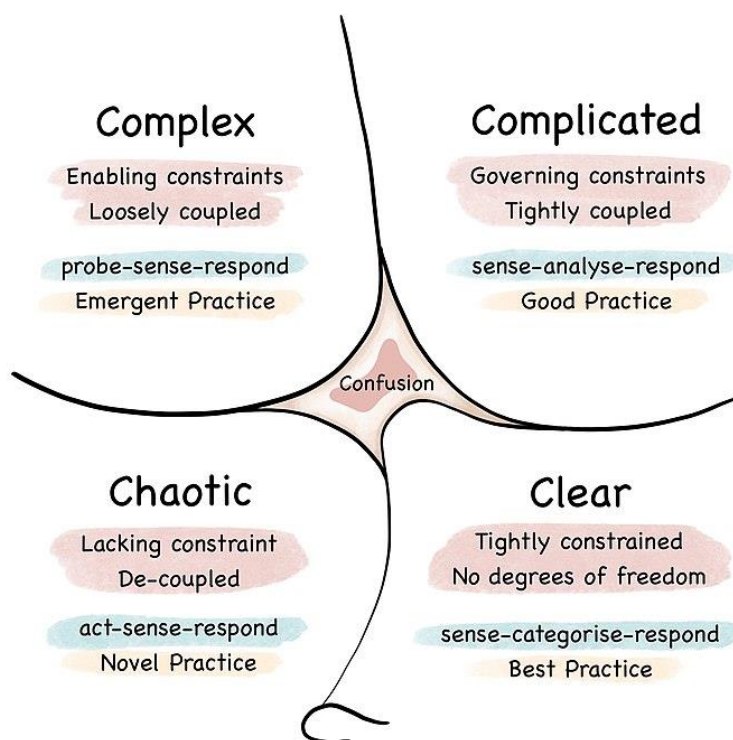 Complex
Enabling constraints
Loosely coupled
probe-sense-respond
Emergent Practice
Complicated
Governing constraints
Tightly coupled
sense-analyse-respond
Good Practice
Confusion
Chaotic
Lacking constraint
De-coupled
act-sense-respond
Novel Practice
Clear
Tightly constrained
No degrees of freedom
sense-categorise-respond
Best Practice